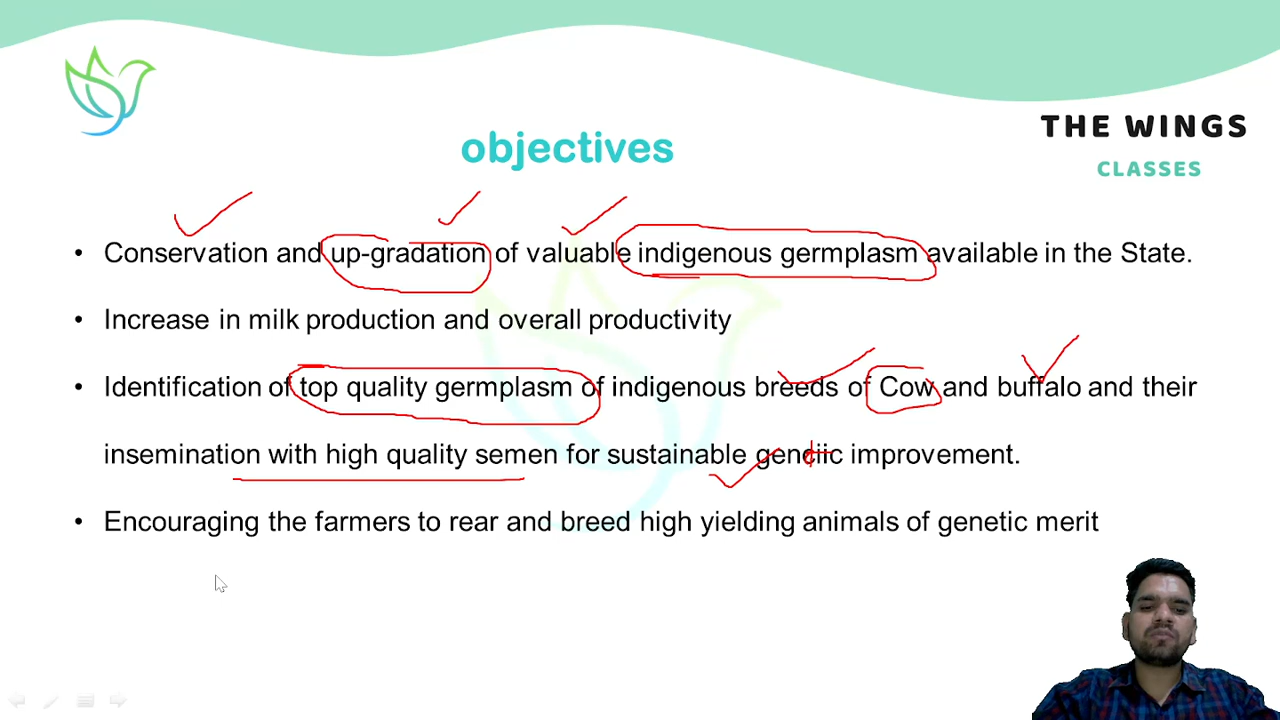 THE WINGS
CLASSES
objectives
• Conservation and up-gradation of valuable indigenous germplasm available in the State.
• Increase in milk production and overall productivity
• Identification of top quality germplasm of indigenous breeds of Cow and buffalo and their
insemination with high quality semen for sustainable improvement.
• Encouraging the farmers to rear and breed high yielding animals of genetic merit